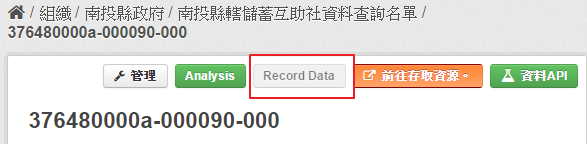 / 組織 / 南投縣政府 / 南投縣轄儲蓄互助社資料查詢名單 /
376480000a-000090-000
管理 Analysis Record Data 前往存取資源。 資料API
376480000a-000090-000